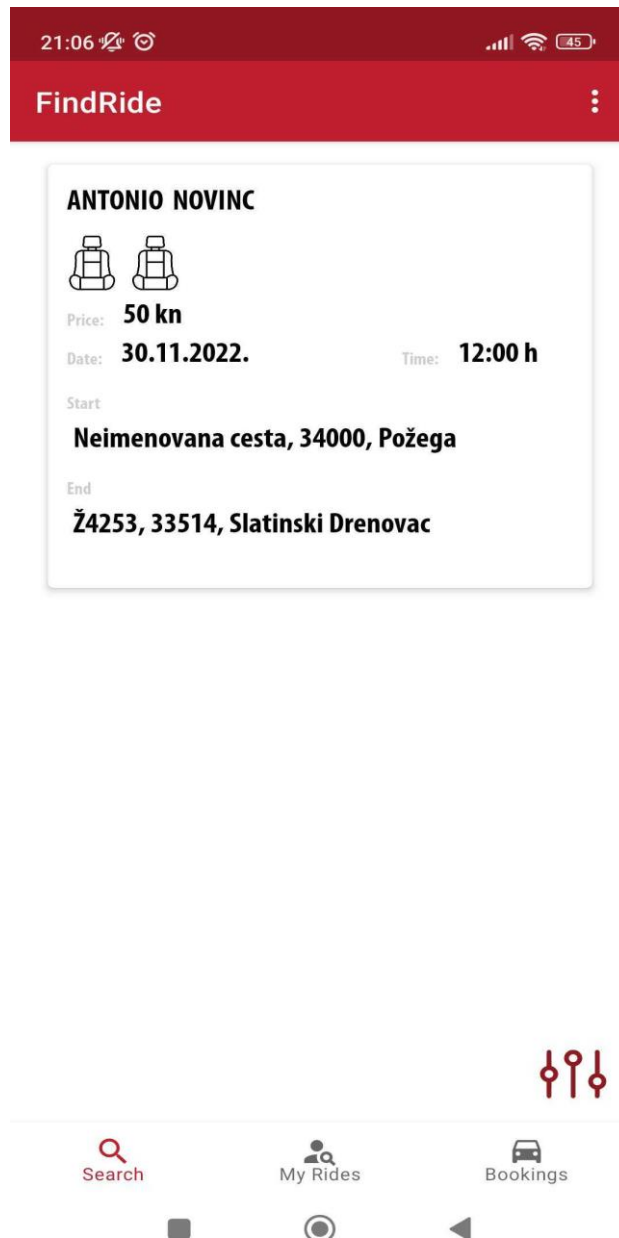 21:06 45
FindRide
ANTONIO NOVINC
Price: 50 kn
Date: 30.11.2022. Time: 12:00 h
Start
Neimenovana cesta, 34000, Požega
End
Ž4253, 33514, Slatinski Drenovac
Search My Rides Bookings